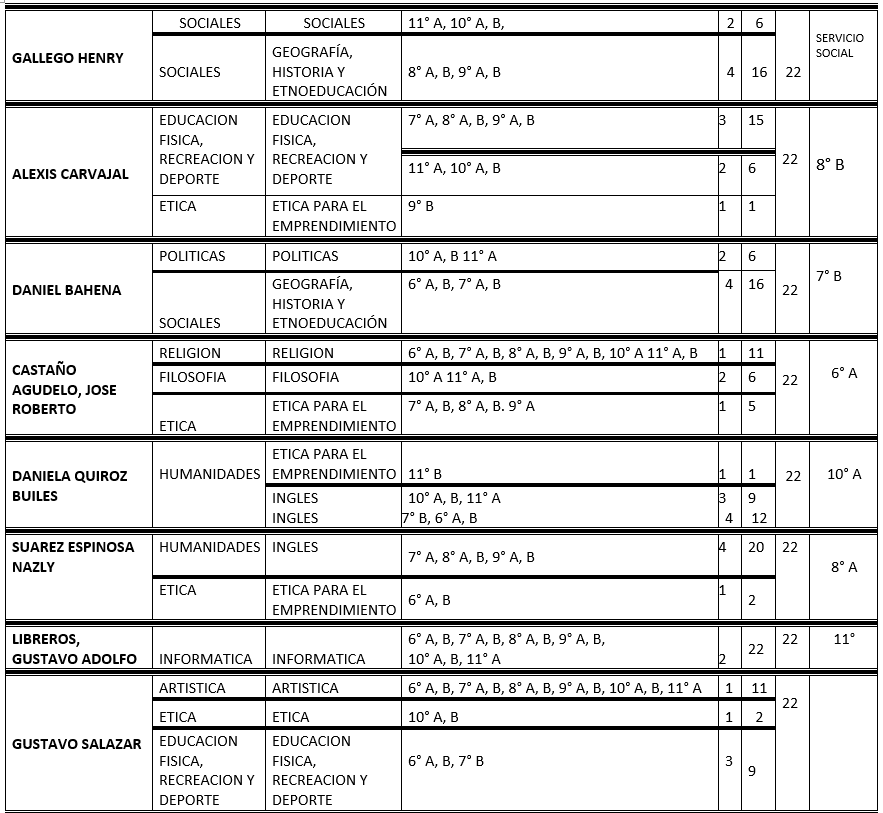 SOCIALES SOCIALES 11° A, 10° A, B, 2 6
GALLEGO HENRY SOCIALES GEOGRAFÍA, HISTORIA Y ETNOEDUCACIÓN 8° A, B, 9° A, B 4 16 22 SERVICIO SOCIAL
ALEXIS CARVAJAL EDUCACION FISICA, RECREACION Y DEPORTE EDUCACION FISICA, RECREACION Y DEPORTE 7° A, 8° A, B, 9° A, B 3 15 22 8° B
11° A, 10° A, B 2 6
ETICA ETICA PARA EL EMPRENDIMIENTO 9° B 1 1
DANIEL BAHENA POLITICAS POLITICAS 10° A, B 11° A 2 6 22 7° B
SOCIALES GEOGRAFÍA, HISTORIA Y ETNOEDUCACIÓN 6° A, B, 7° A, B 4 16
CASTAÑO AGUDELO, JOSE ROBERTO RELIGION RELIGION 6° A, B, 7° A, B, 8° A, B, 9° A, B, 10° A 11° A, B 1 11 22 6° A
FILOSOFIA FILOSOFIA 10° A 11° A, B 2 6
ETICA ETICA PARA EL EMPRENDIMIENTO 7° A, B, 8° A, B. 9° A 1 5
DANIELA QUIROZ BUILES HUMANIDADES ETICA PARA EL EMPRENDIMIENTO 11° B 1 1 22 10° A
INGLES 10° A, B, 11° A 3 9
INGLES 7° B, 6° A, B 4 12
SUAREZ ESPINOSA NAZLY HUMANIDADES INGLES 7° A, 8° A, B, 9° A, B 4 20 22 8° A
ETICA ETICA PARA EL EMPRENDIMIENTO 6° A, B 1 2
LIBREROS, GUSTAVO ADOLFO INFORMATICA INFORMATICA 6° A, B, 7° A, B, 8° A, B, 9° A, B, 10° A, B, 11° A 2 22 22 11°
GUSTAVO SALAZAR ARTISTICA ARTISTICA 6° A, B, 7° A, B, 8° A, B, 9° A, B, 10° A, B, 11° A 1 11 22
ETICA ETICA 10° A, B 1 2
EDUCACION FISICA, RECREACION Y DEPORTE EDUCACION FISICA, RECREACION Y DEPORTE 6° A, B, 7° B 3 9